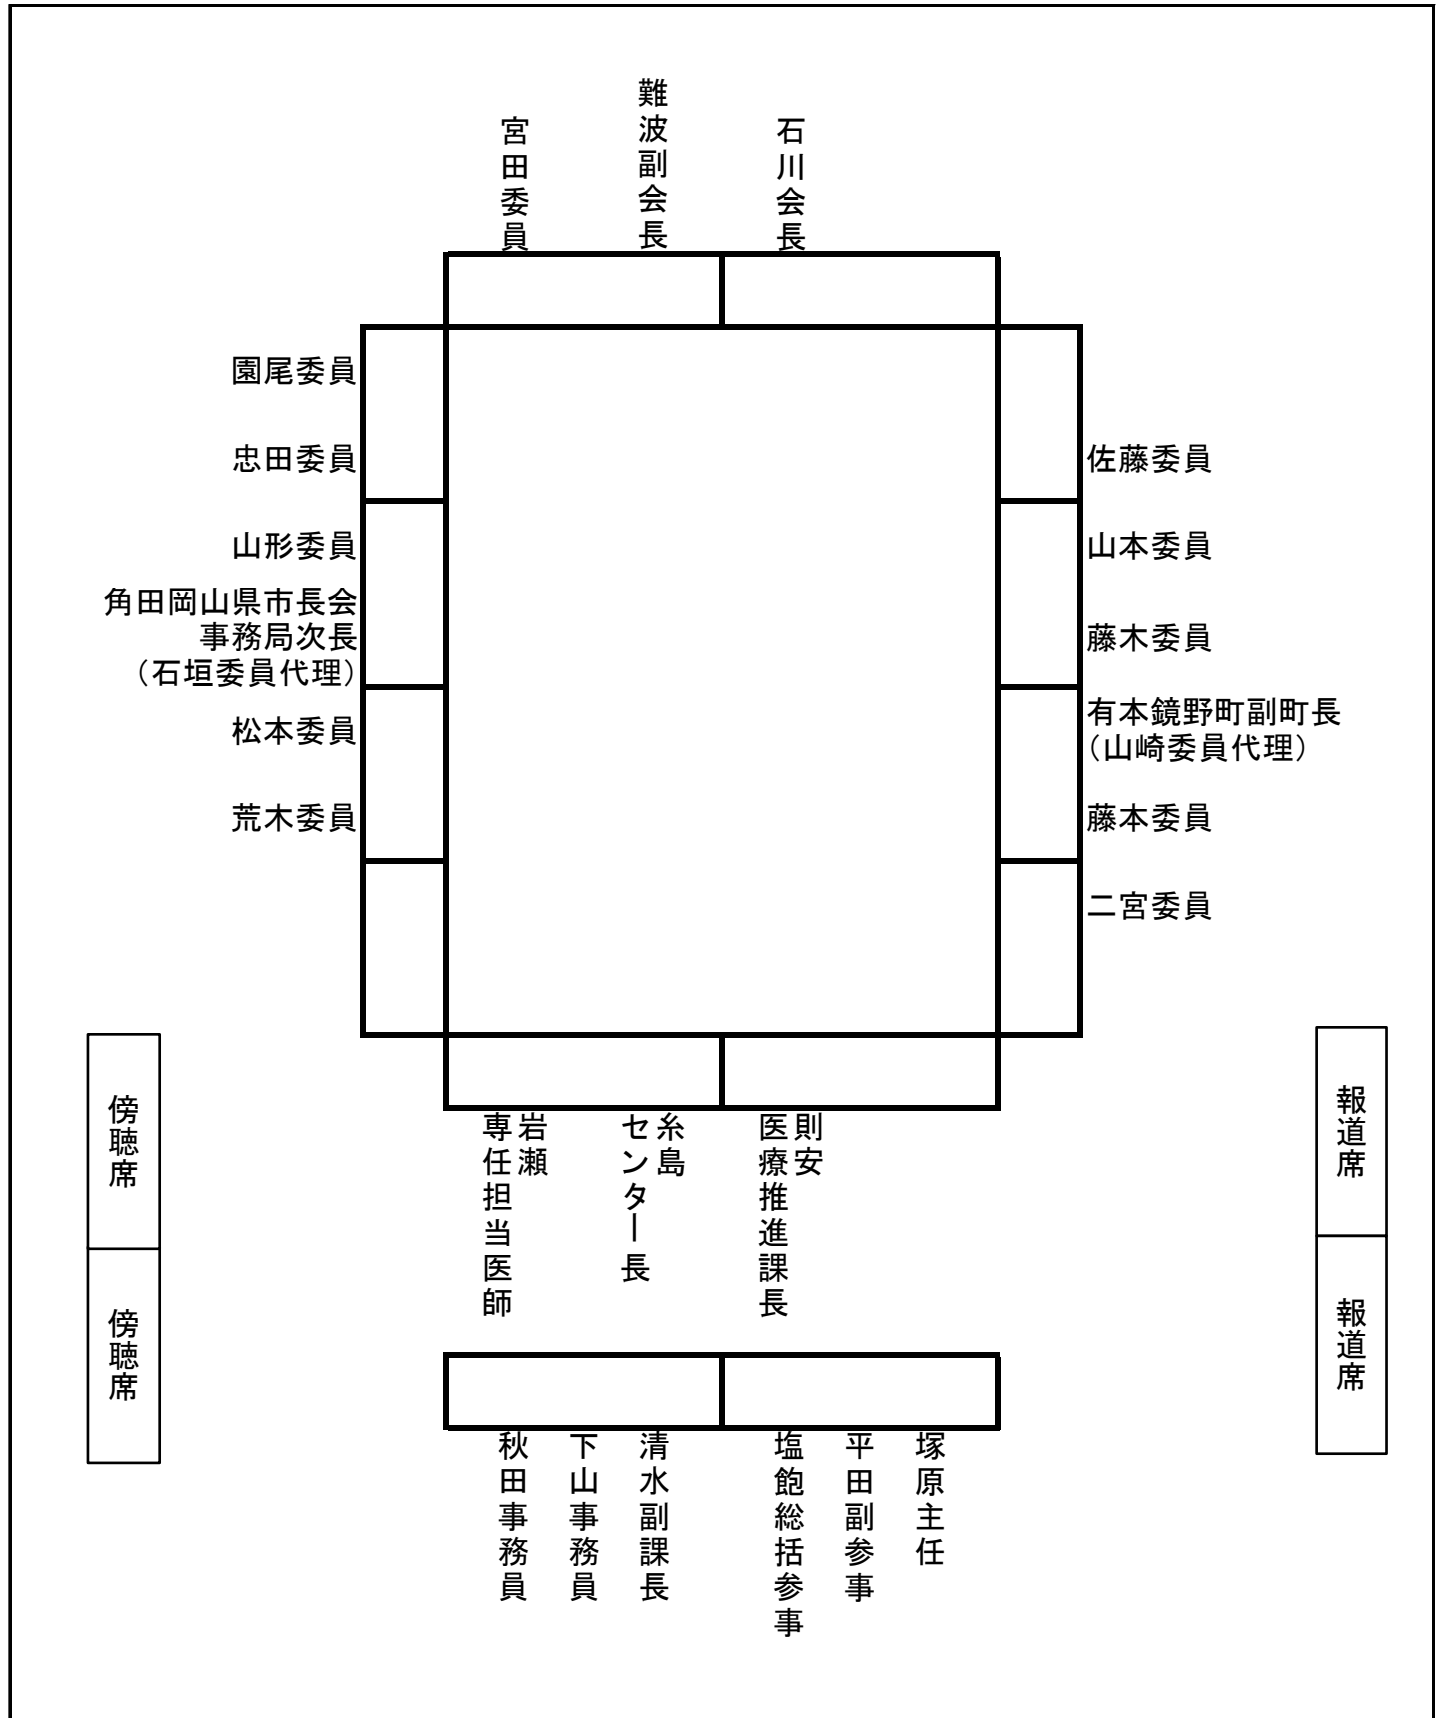 宮田委員
難波副会長
石川会長
園尾委員
忠田委員
山形委員
角田岡山県市長会
事務局次長
（石垣委員代理）
松本委員
荒木委員
佐藤委員
山本委員
藤木委員
有本鏡野町副町長
（山崎委員代理）
藤本委員
二宮委員
傍聴席
傍聴席
報道席
報道席
岩瀬
専任担当医師
糸島
センター長
則安
医療推進課長
秋田事務員
下山事務員
清水副課長
塩飽総括参事
平田副参事
塚原主任